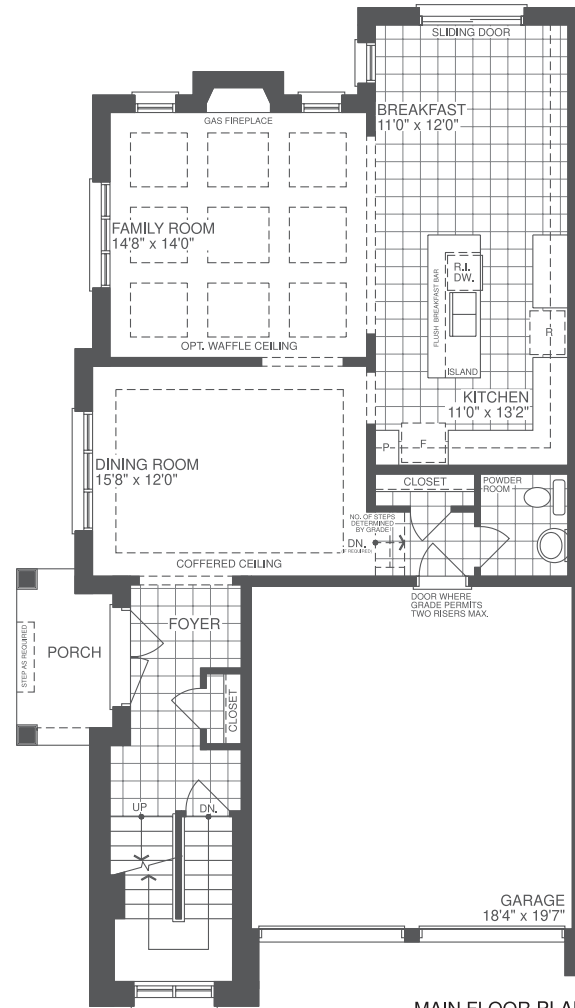 SLIDING DOOR
BREAKFAST
11'0" x 12'0"
GAS FIREPLACE
FAMILY ROOM
14'8" x 14'0"
R.I.
DW.
FLUSH BREAKFAST BAR
R
OPT. WAFFLE CEILING
ISLAND
KITCHEN
11'0" x 13'2"
P
F
DINING ROOM
15'8" x 12'0"
CLOSET
POWDER
ROOM
NO. OF STEPS
DETERMINED
BY GRADE
DN.
(IF REQUIRED)
COFFERED CEILING
DOOR WHERE
GRADE PERMITS
TWO RISERS MAX.
FOYER
STEP AS REQUIRED
PORCH
CLOSET
UP
DN.
GARAGE
18'4" x 19'7"